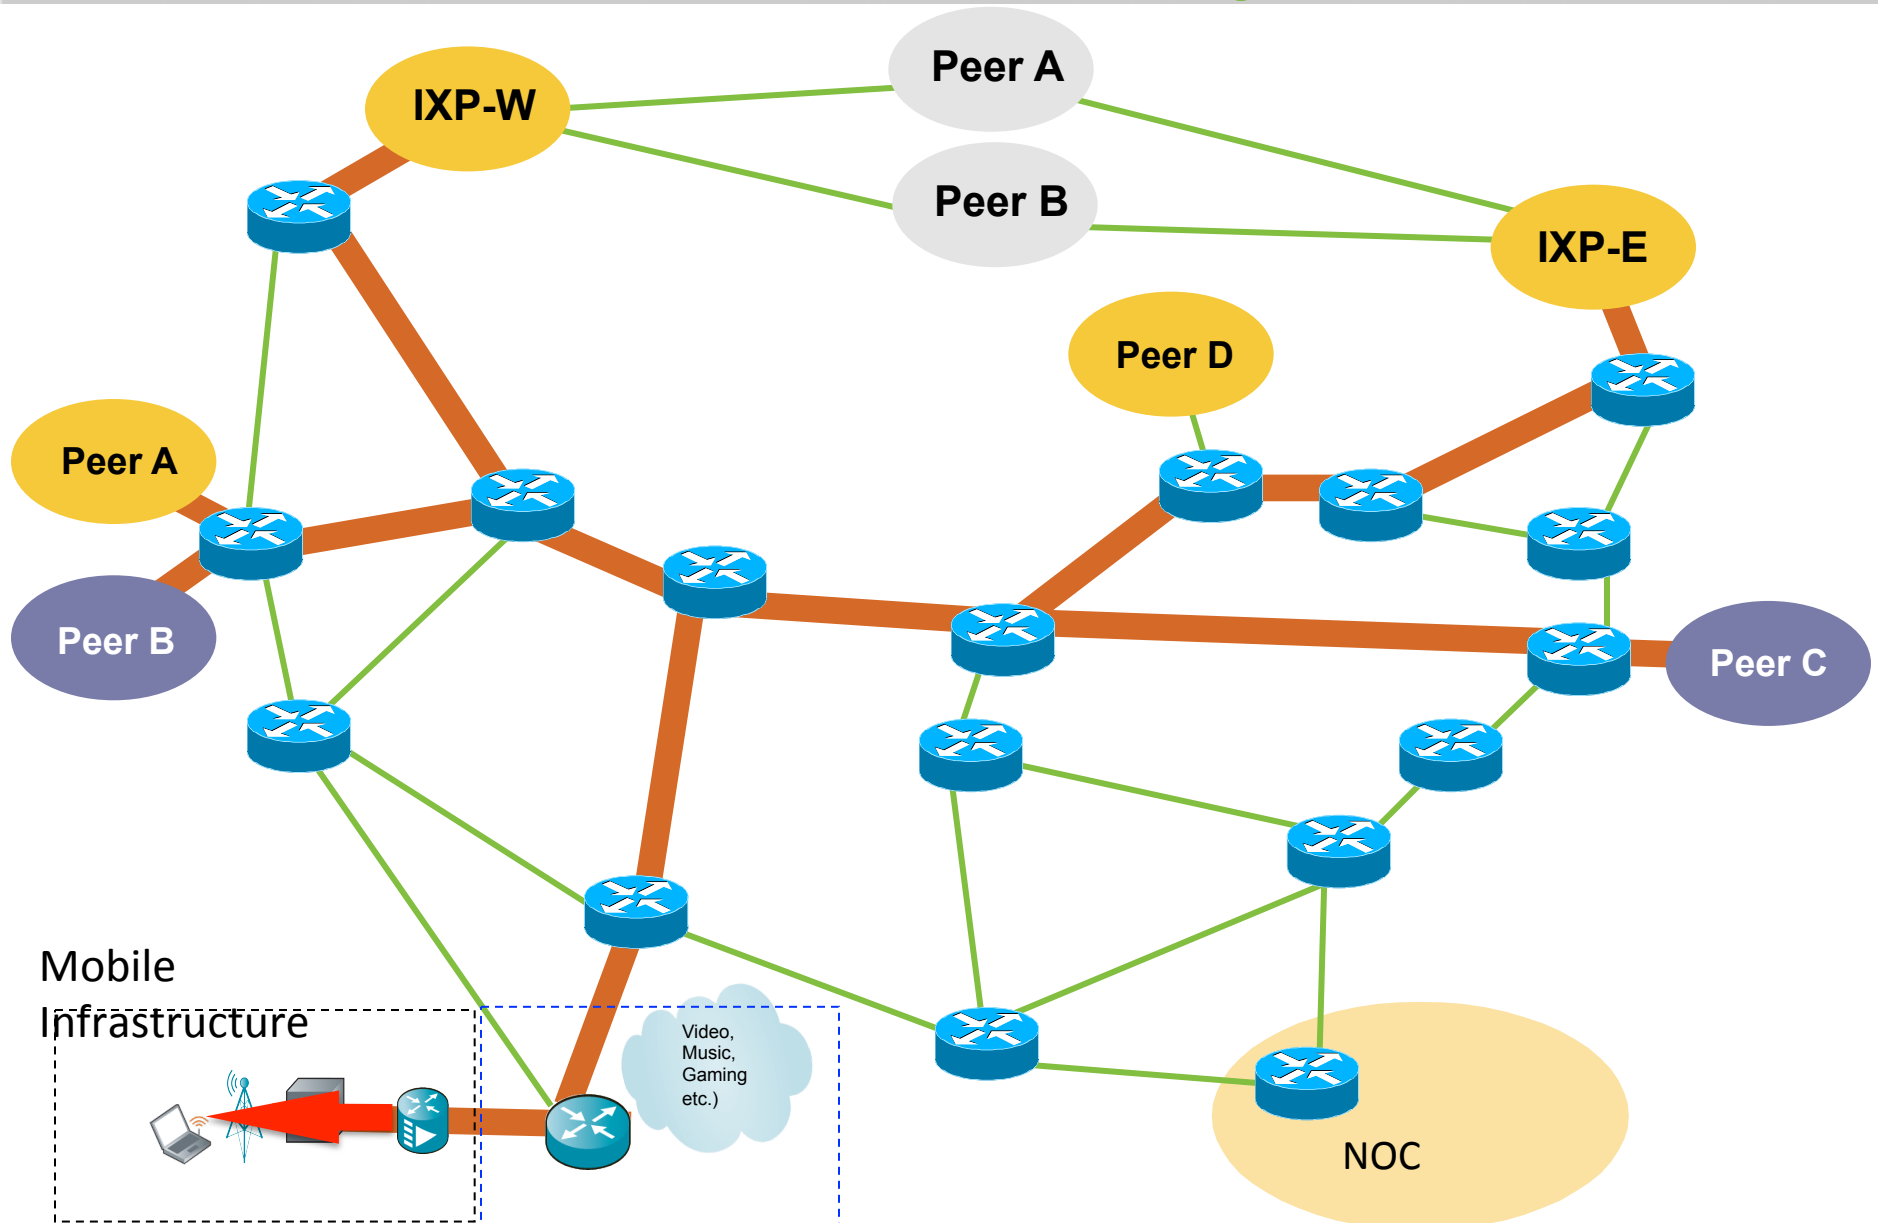 Peer A
IXP-W
Peer B
IXP-E
Peer D
Peer A
Peer B
Peer C
Mobile
Infrastructure
Video,
Music,
Gaming
etc.)
NOC